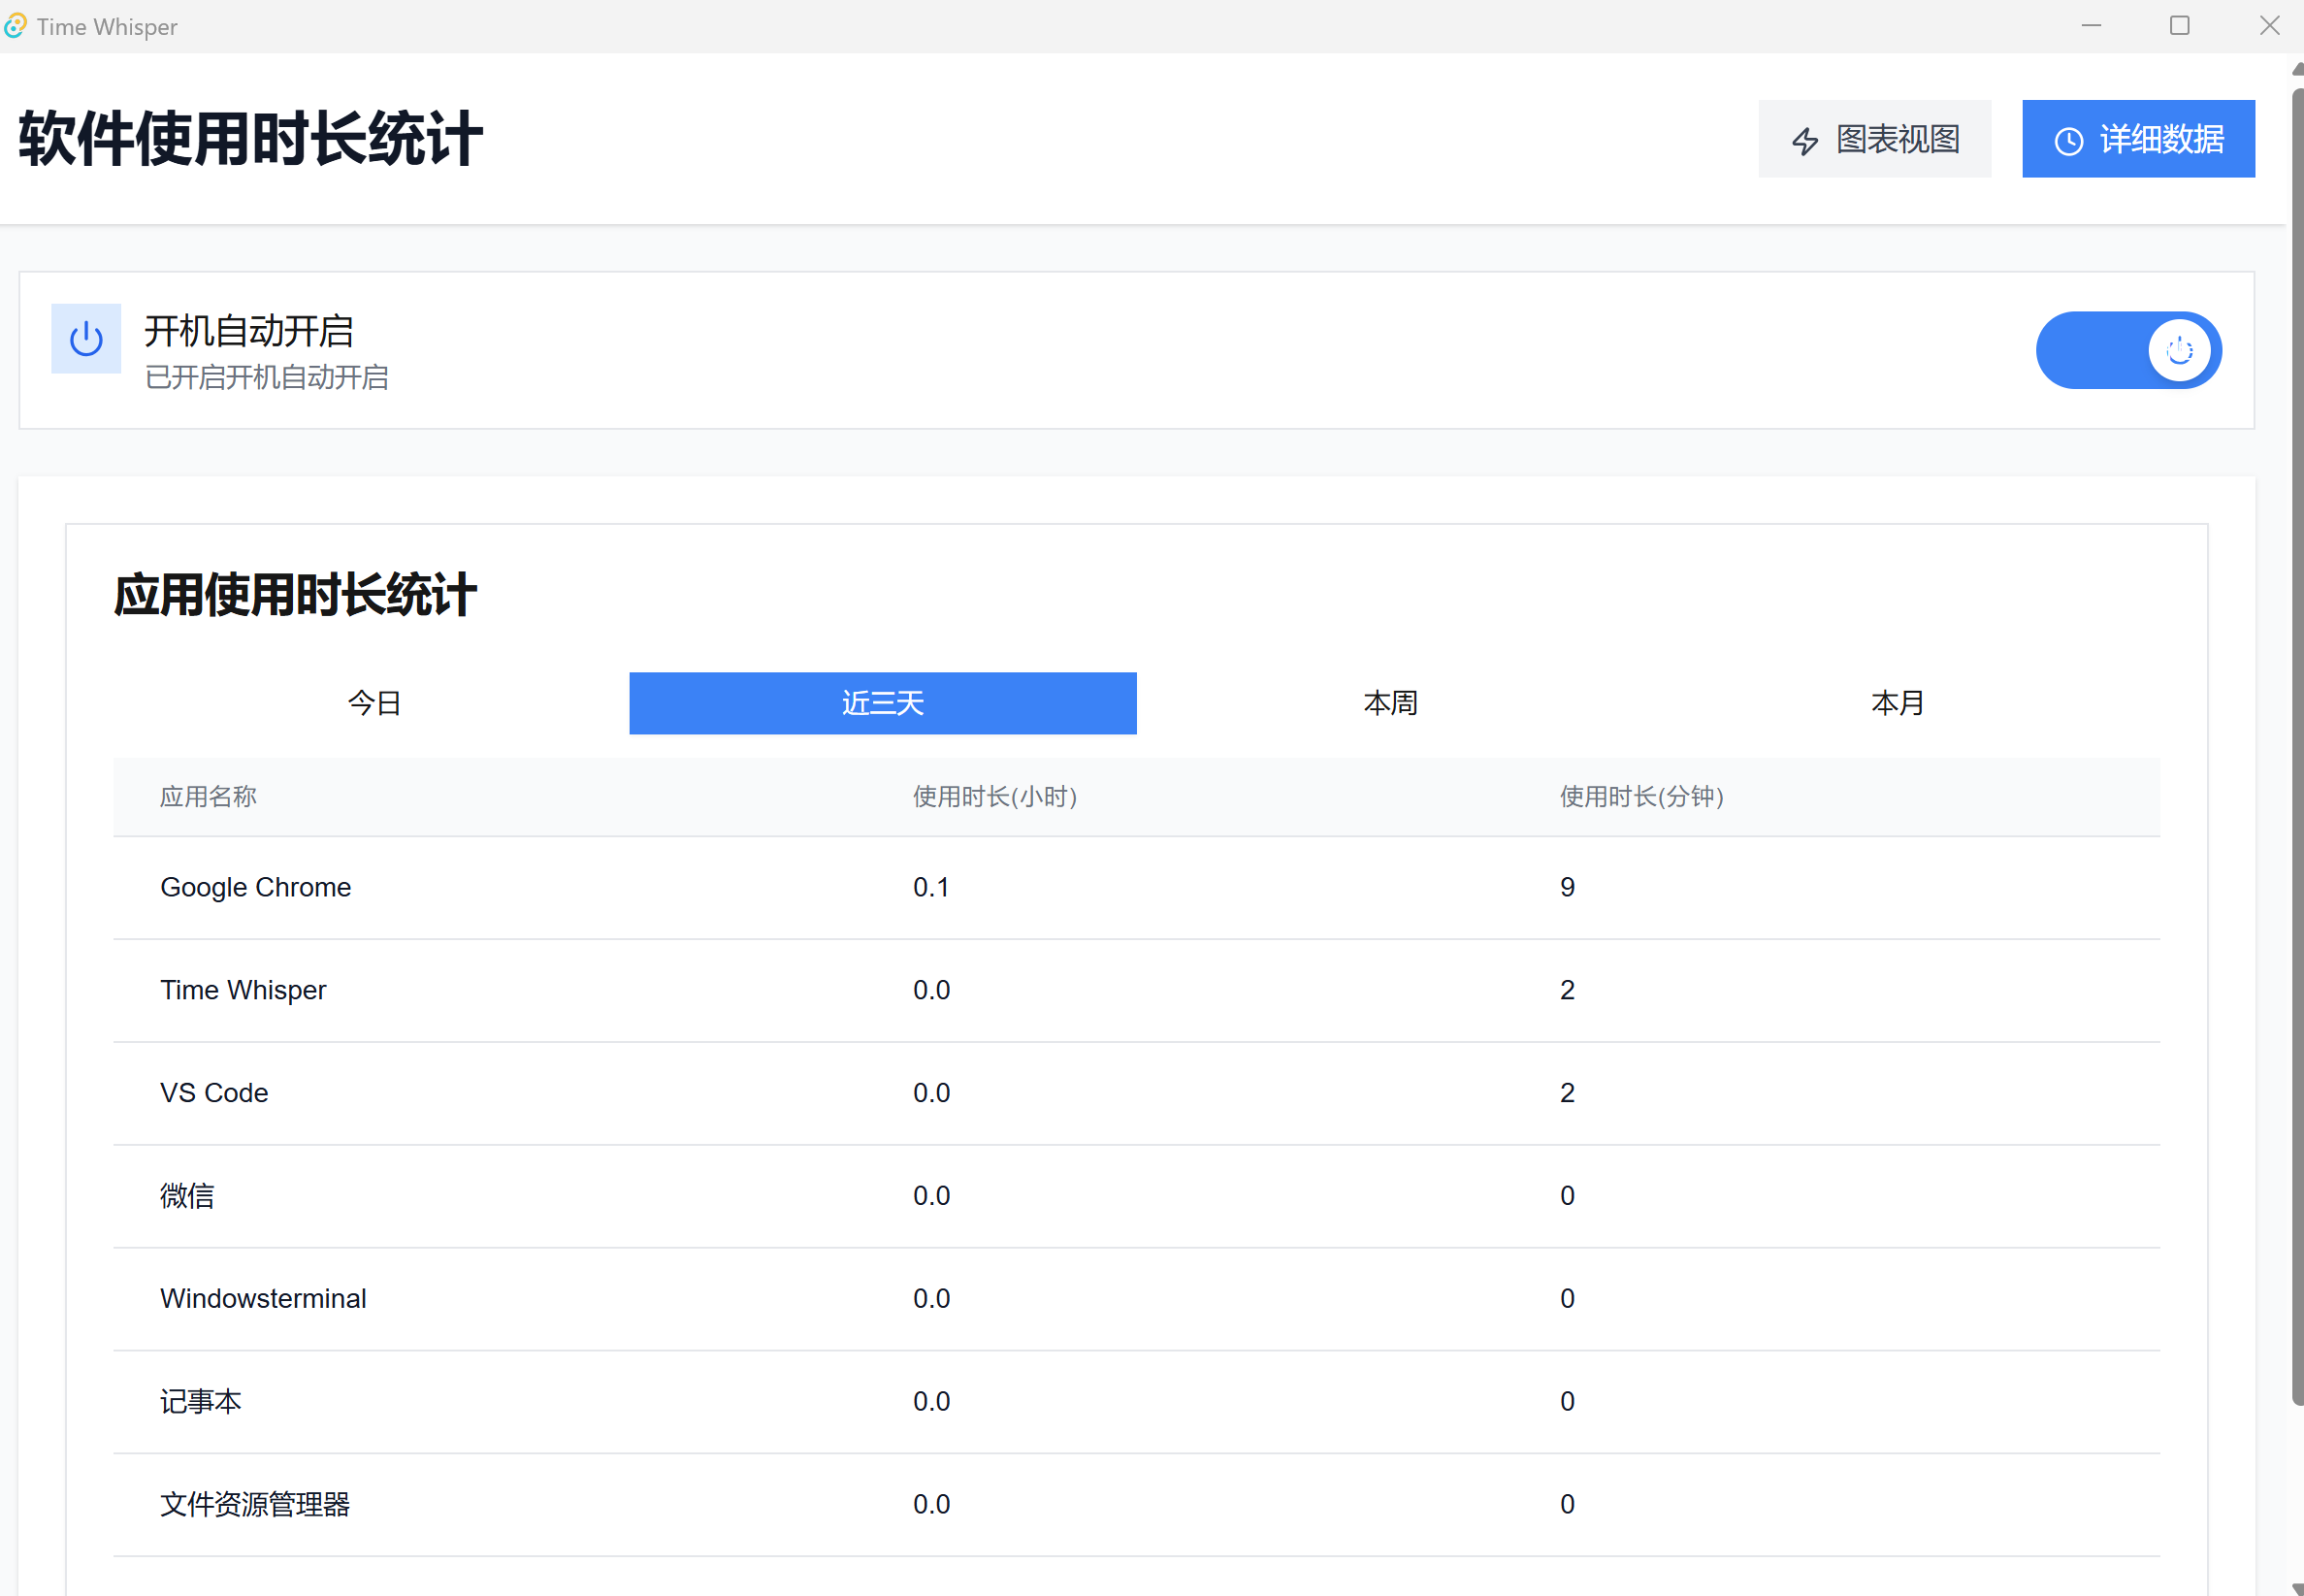 Time Whisper
软件使用时长统计
图表视图
详细数据
开机自动开启
已开启开机自动开启
应用使用时长统计
今日 近三天 本周 本月
应用名称 使用时长(小时) 使用时长(分钟)
Google Chrome 0.1 9
Time Whisper 0.0 2
VS Code 0.0 2
微信 0.0 0
Windowsterminal 0.0 0
记事本 0.0 0
文件资源管理器 0.0 0